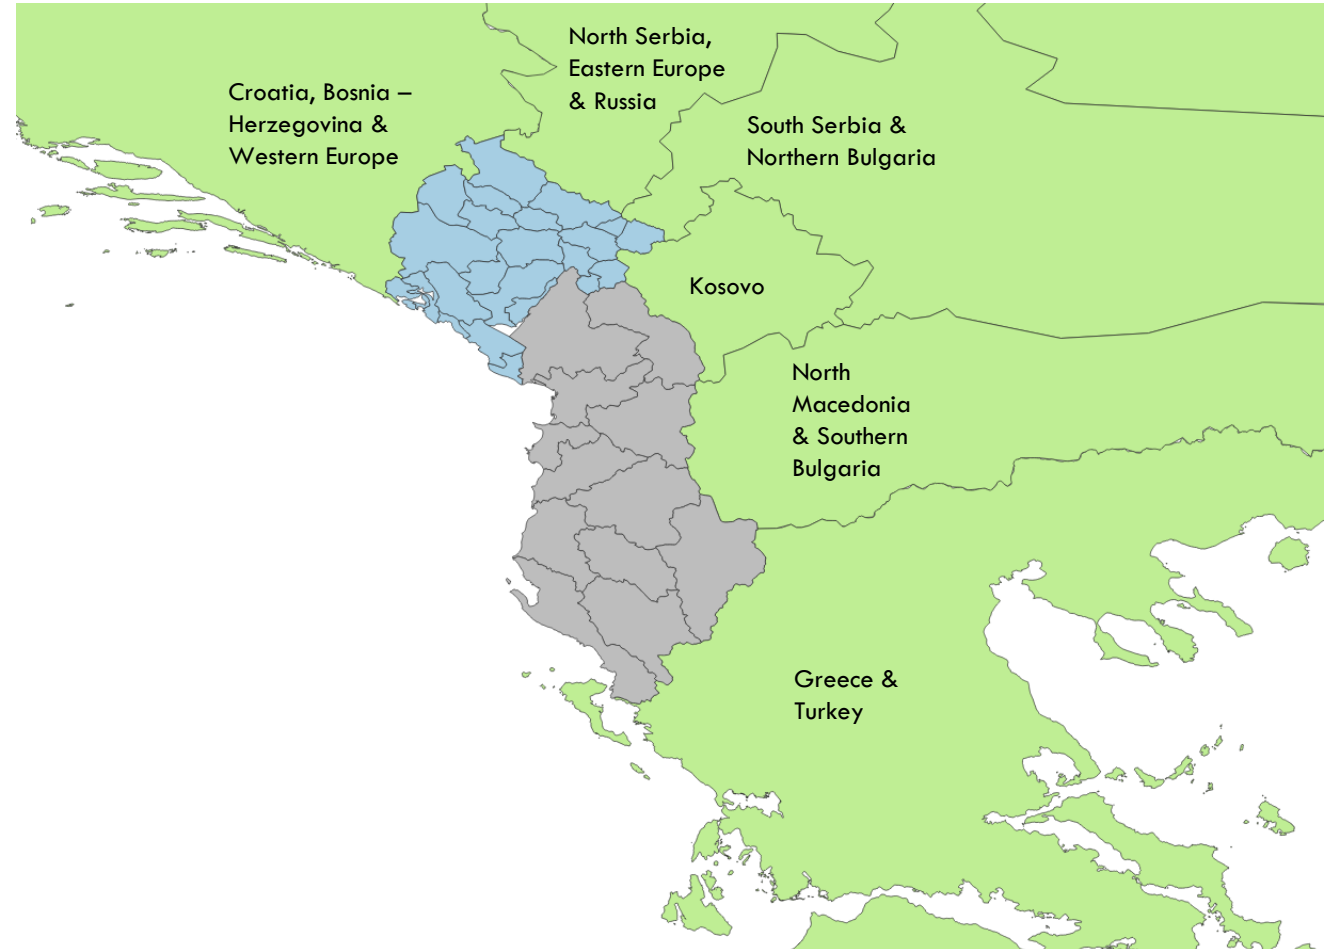 North Serbia,
Eastern Europe
& Russia
Croatia, Bosnia –
Herzegovina &
Western Europe
South Serbia &
Northern Bulgaria
Kosovo
North
Macedonia
& Southern
Bulgaria
Greece &
Turkey